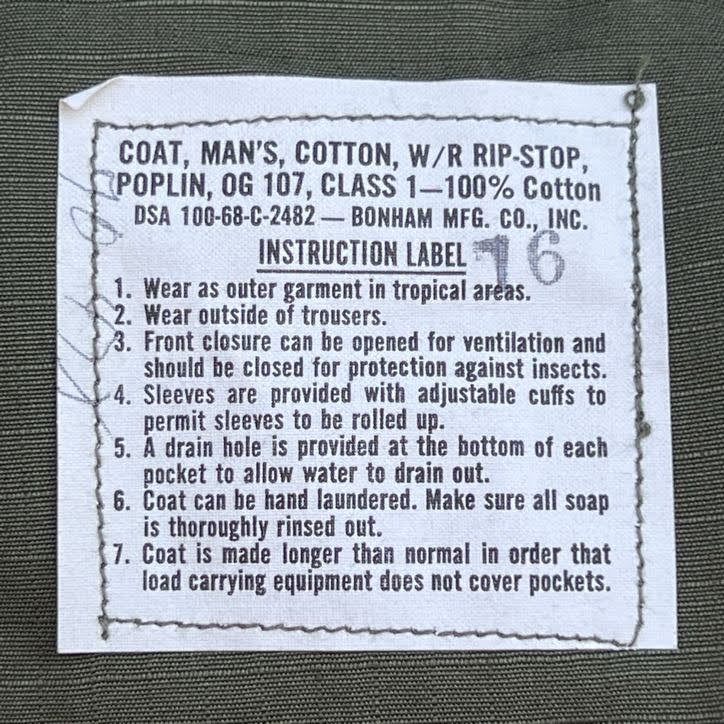 COAT, MAN'S, COTTON, W/R RIP-STOP,
POPLIN, OG 107, CLASS 1—100% Cotton
DSA 100-68-C-2482 — BONHAM MFG. CO., INC.
INSTRUCTION LABEL 16
1. Wear as outer garment in tropical areas.
2. Wear outside of trousers.
3. Front closure can be opened for ventilation and
should be closed for protection against insects.
4. Sleeves are provided with adjustable cuffs to
permit sleeves to be rolled up.
5. A drain hole is provided at the bottom of each
pocket to allow water to drain out.
6. Coat can be hand laundered. Make sure all soap
is thoroughly rinsed out.
7. Coat is made longer than normal in order that
load carrying equipment does not cover pockets.